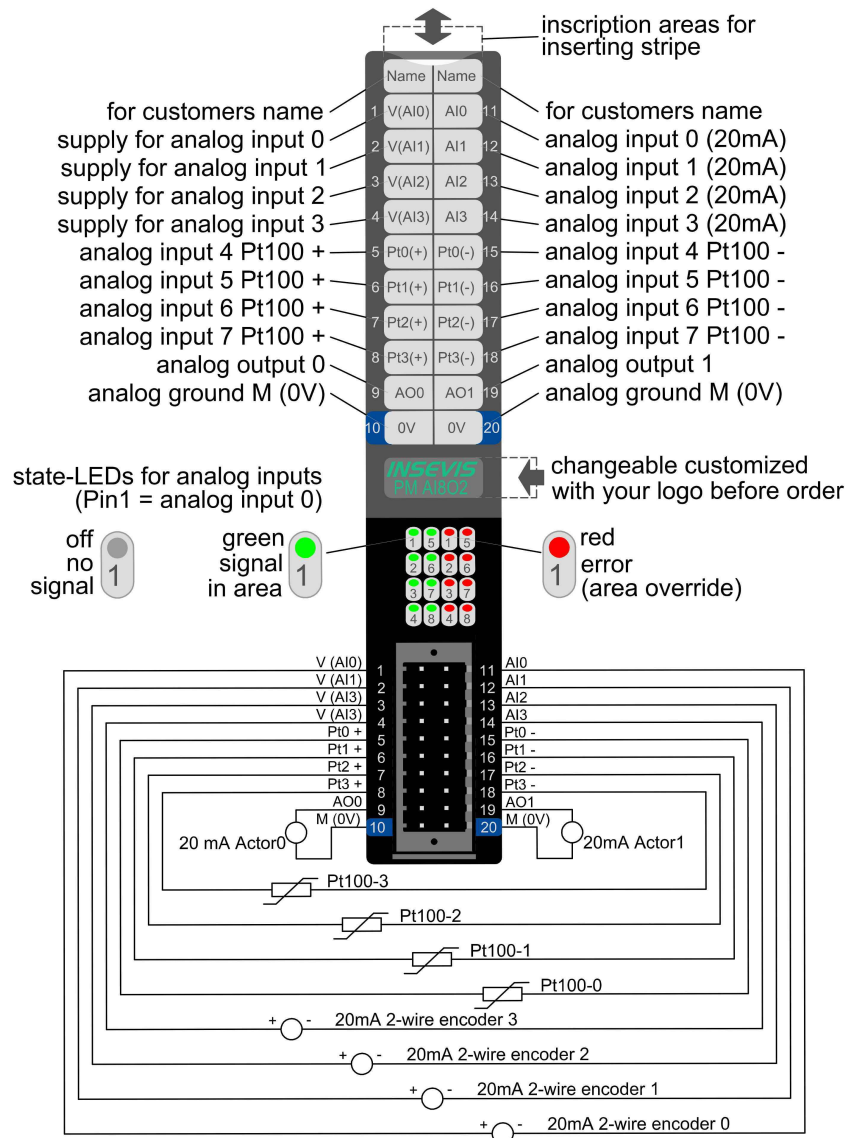 inscription areas for
inserting stripe
Name Name
for customers name
for customers name
1 V(AI0) AI0 11
supply for analog input 0
analog input 0 (20mA)
2 V(AI1) AI1 12
supply for analog input 1
analog input 1 (20mA)
3 V(AI2) AI2 13
supply for analog input 2
analog input 2 (20mA)
4 V(AI3) AI3 14
supply for analog input 3
analog input 3 (20mA)
analog input 4 Pt100 +
5 Pt0(+) Pt0(-) 15
analog input 4 Pt100 -
analog input 5 Pt100 +
6 Pt1(+) Pt1(-) 16
analog input 5 Pt100 -
analog input 6 Pt100 +
7 Pt2(+) Pt2(-) 17
analog input 6 Pt100 -
analog input 7 Pt100 +
8 Pt3(+) Pt3(-) 18
analog input 7 Pt100 -
analog output 0
9 AO0 AO1 19
analog output 1
analog ground M (0V)
10 0V 0V 20
analog ground M (0V)
INSEVIS
PM AI8O2
state-LEDs for analog inputs
(Pin1 = analog input 0)
changeable customized
with your logo before order
off
no
signal
1
green
signal
in area
1
1 5 1 5
2 6 2 6
3 7 3 7
4 8 4 8
1
red
error
(area override)
V (AI0) 1 11 AI0
V (AI1) 2 12 AI1
V (AI3) 3 13 AI2
V (AI3) 4 14 AI3
Pt0 + 5 15 Pt0 -
Pt1 + 6 16 Pt1 -
Pt2 + 7 17 Pt2 -
Pt3 + 8 18 Pt3 -
AO0 9 19 AO1
M (0V) 10 20 M (0V)
20 mA Actor0
20mA Actor1
Pt100-3
Pt100-2
Pt100-1
Pt100-0
+ - 20mA 2-wire encoder 3
+ - 20mA 2-wire encoder 2
+ - 20mA 2-wire encoder 1
+ - 20mA 2-wire encoder 0